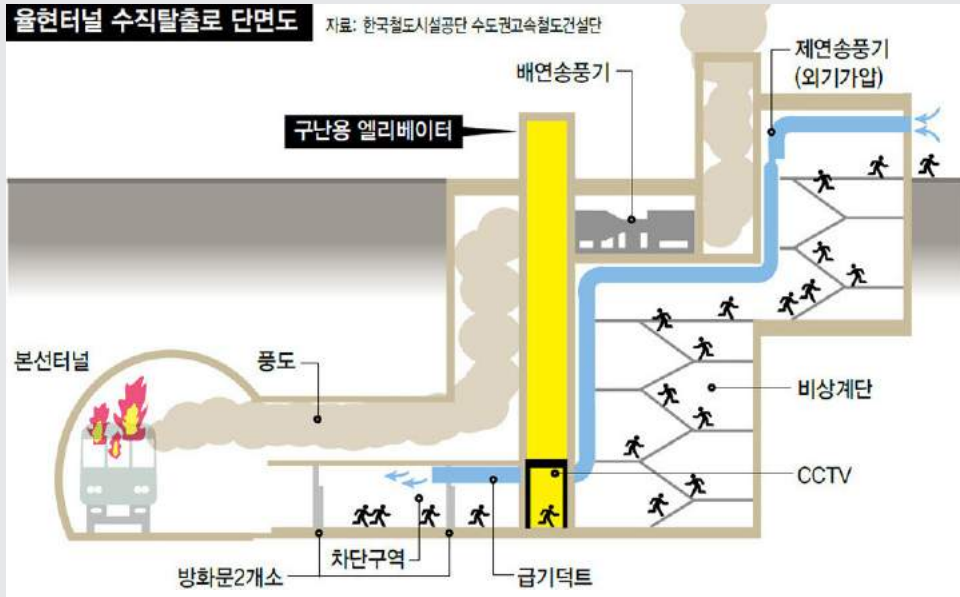 율현터널 수직탈출로 단면도
자료: 한국철도시설공단 수도권고속철도건설단
제연송풍기
(외기가압)
배연송풍기
구난용 엘리베이터
본선터널
풍도
비상계단
CCTV
차단구역
방화문2개소
급기덕트